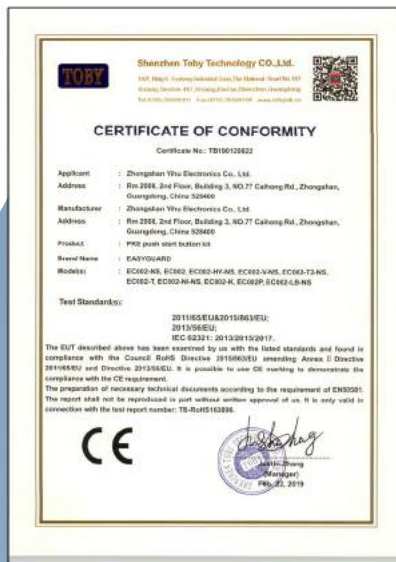 TOBY
Shenzhen Toby Technology CO.,Ltd.
CERTIFICATE OF CONFORMITY
Certificate No.: TB190120622
Applicant : Zhongshan Yihu Electronics Co., Ltd
Address : Rm 2008, 2nd Floor, Building 3, NO.77 Caihong Rd., Zhongshan,
Guangdong, China 528400
Manufacturer : Zhongshan Yihu Electronics Co., Ltd
Address : Rm 2008, 2nd Floor, Building 3, NO.77 Caihong Rd., Zhongshan,
Guangdong, China 528400
Product : PKE push start button kit
Brand Name : EASYGUARD
Model(s) : EC002-NS, EC002, EC002-HY-NS, EC002-V-NS, EC002-T2-NS,
EC002-T, EC002-NI-NS, EC002-K, EC002P, EC002-LB-NS
Test Standard(s):
2011/65/EU&2015/863/EU;
2013/56/EU;
IEC 62321: 2013/2015/2017.
The EUT described above has been examined by us with the listed standards and found in
compliance with the Council RoHS Directive 2015/863/EU amending Annex II Directive
2011/65/EU and Directive 2013/56/EU. It is possible to use CE marking to demonstrate the
compliance with the CE requirement.
The preparation of necessary technical documents according to the requirement of EN50581.
The report shall not be reproduced in part without written approval of us. It is only valid in
connection with the test report number: TB-RoHS163896.
CE
Zhang
(Manager)
Feb. 22, 2019